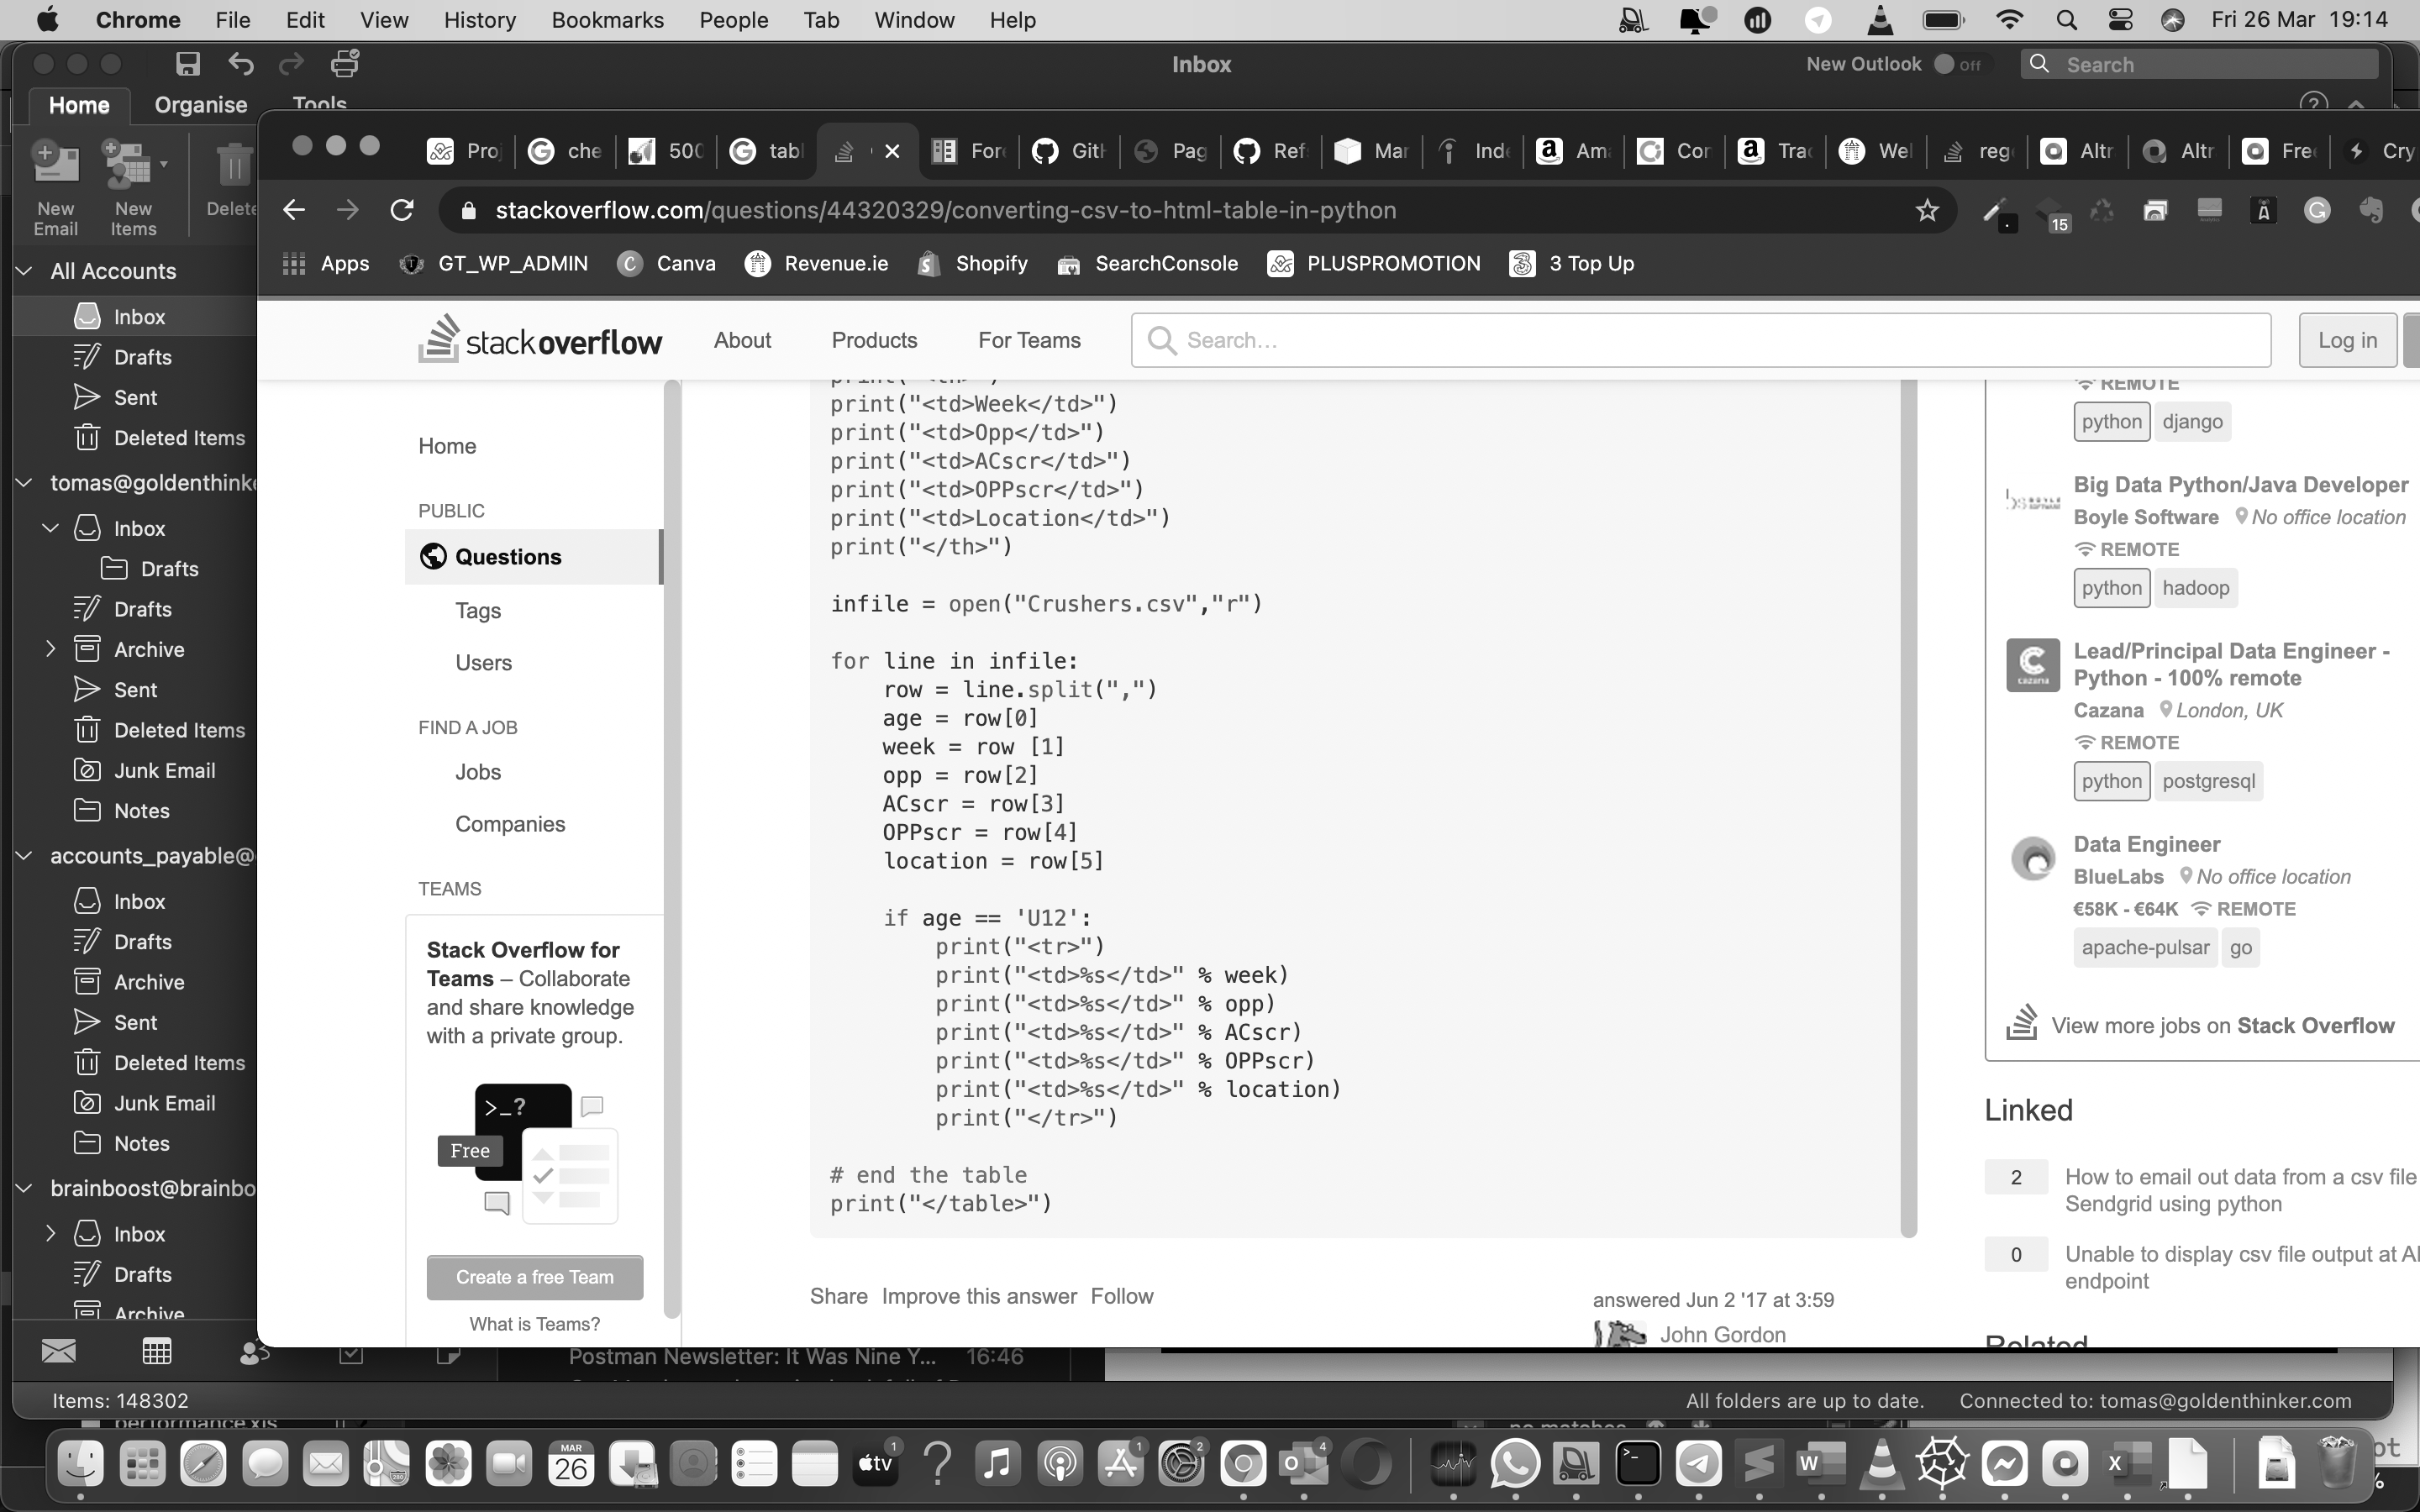 Chrome File Edit View History Bookmarks People Tab Window Help
Fri 26 Mar 19:14
Inbox
New Outlook off
Search
Home Organise Tools
New Email
New Items
Delete
All Accounts
Inbox
Drafts
Sent
Deleted Items
tomas@goldenthinke
Inbox
Drafts
Drafts
Archive
Sent
Deleted Items
Junk Email
Notes
accounts_payable@
Inbox
Drafts
Archive
Sent
Deleted Items
Junk Email
Notes
brainboost@brainbo
Inbox
Drafts
Archive
Items: 148302
Pro che 500 tabl For Git Pag Ref Mar Ind Am Cor Trac Wel reg Altr Altr Free Cry
stackoverflow.com/questions/44320329/converting-csv-to-html-table-in-python
15
Apps GT_WP_ADMIN Canva Revenue.ie Shopify SearchConsole PLUSPROMOTION 3 Top Up
stackoverflow About Products For Teams Search... Log in
Home
PUBLIC
Questions
Tags
Users
FIND A JOB
Jobs
Companies
TEAMS
Stack Overflow for
Teams – Collaborate
and share knowledge
with a private group.
>_?
Free
Create a free Team
What is Teams?
print("<td>Week</td>")
print("<td>Opp</td>")
print("<td>ACscr</td>")
print("<td>OPPscr</td>")
print("<td>Location</td>")
print("</th>")
infile = open("Crushers.csv","r")
for line in infile:
    row = line.split(",")
    age = row[0]
    week = row [1]
    opp = row[2]
    ACscr = row[3]
    OPPscr = row[4]
    location = row[5]
    if age == 'U12':
        print("<tr>")
        print("<td>%s</td>" % week)
        print("<td>%s</td>" % opp)
        print("<td>%s</td>" % ACscr)
        print("<td>%s</td>" % OPPscr)
        print("<td>%s</td>" % location)
        print("</tr>")
# end the table
print("</table>")
Share Improve this answer Follow
answered Jun 2 '17 at 3:59
John Gordon
REMOTE
python django
Big Data Python/Java Developer
Boyle Software No office location
REMOTE
python hadoop
Lead/Principal Data Engineer -
Python - 100% remote
Cazana London, UK
REMOTE
python postgresql
Data Engineer
BlueLabs No office location
€58K - €64K REMOTE
apache-pulsar go
View more jobs on Stack Overflow
Linked
2 How to email out data from a csv file
Sendgrid using python
0 Unable to display csv file output at
endpoint
Related
Postman Newsletter: It Was Nine Y... 16:46
All folders are up to date. Connected to: tomas@goldenthinker.com
performance.xls
no matches
MAR
26
tv
1
1
2
4